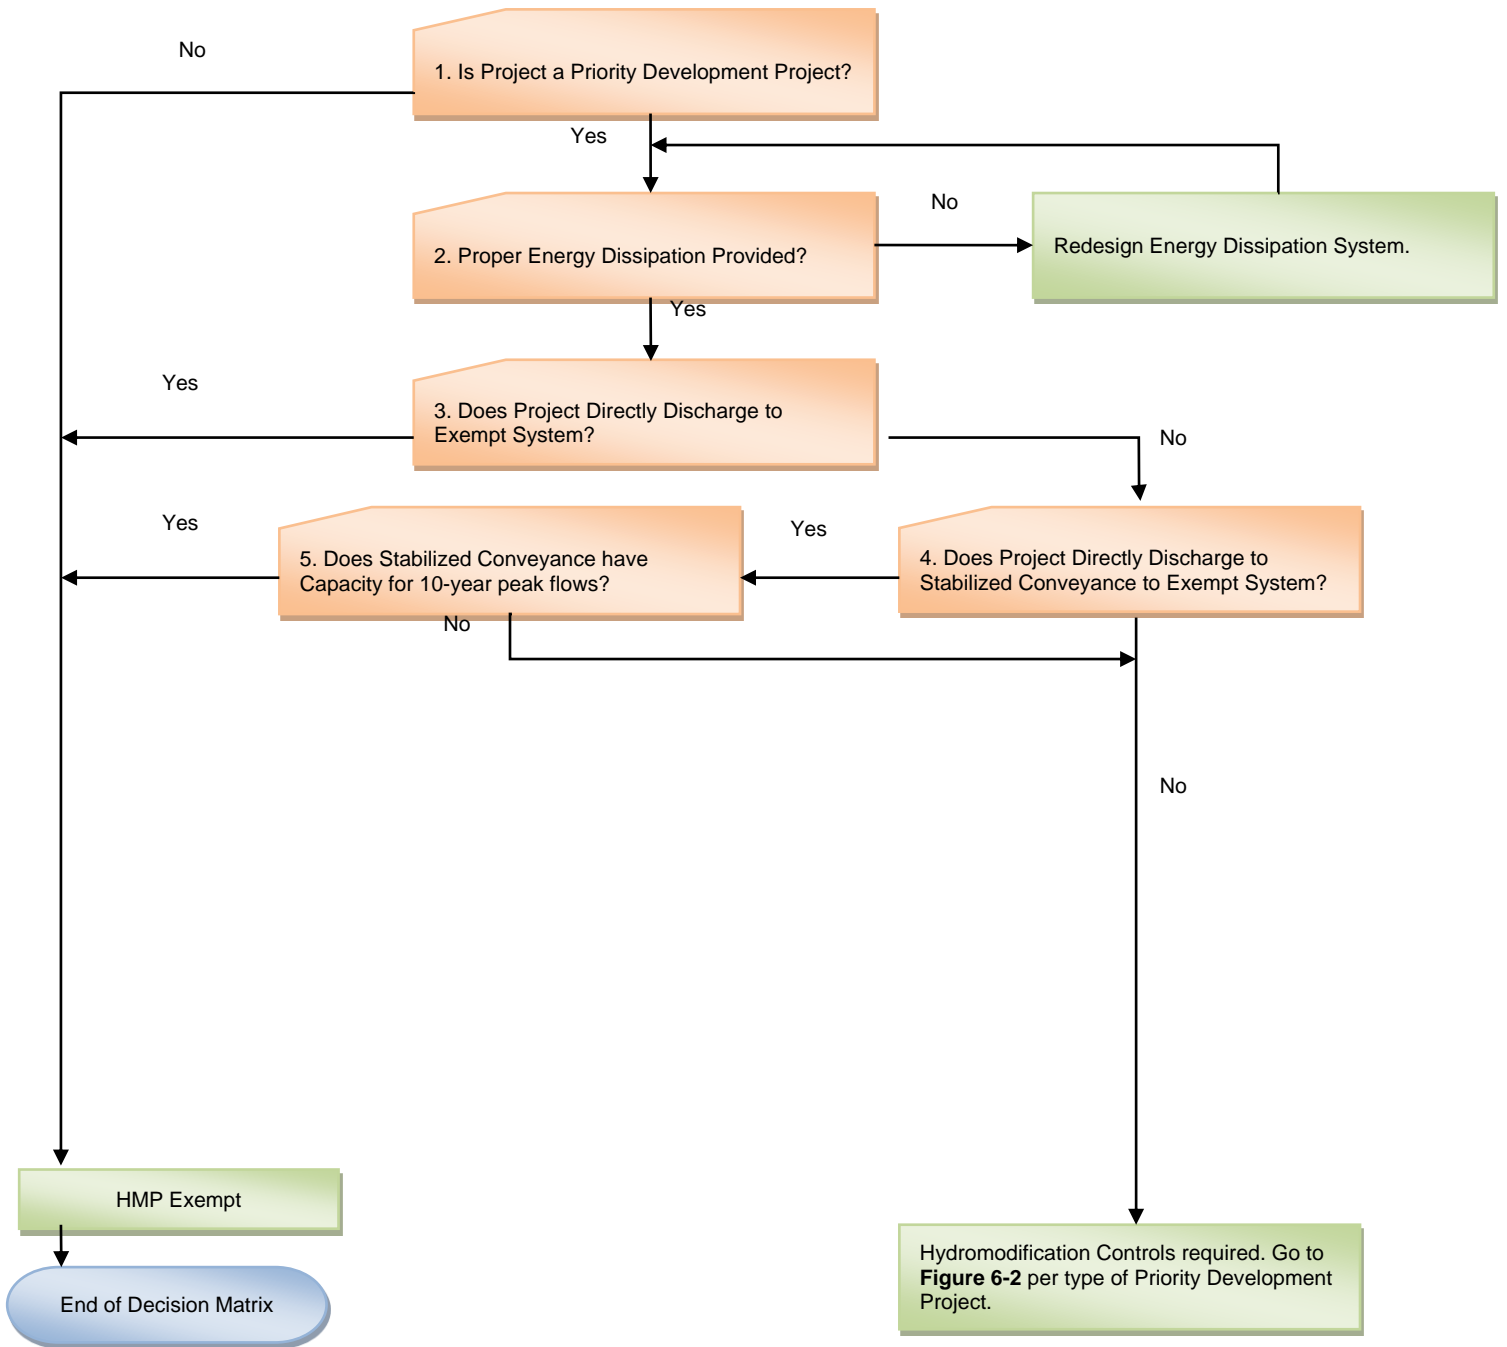 No
1. Is Project a Priority Development Project?
Yes
No
2. Proper Energy Dissipation Provided?
Redesign Energy Dissipation System.
Yes
Yes
3. Does Project Directly Discharge to
Exempt System?
No
Yes
5. Does Stabilized Conveyance have
Capacity for 10-year peak flows?
Yes
4. Does Project Directly Discharge to
Stabilized Conveyance to Exempt System?
No
No
HMP Exempt
End of Decision Matrix
Hydromodification Controls required. Go to
Figure 6-2 per type of Priority Development
Project.